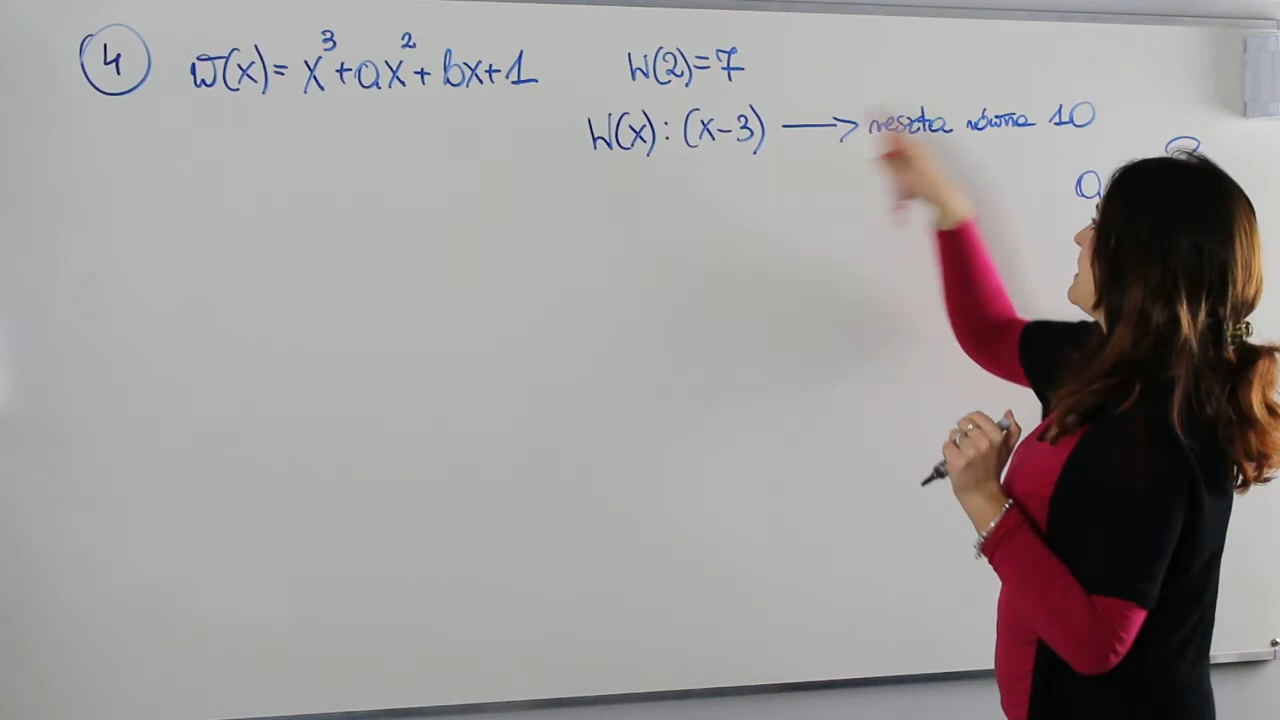 4 W(x)= x³+ax²+bx+1 W(2)=7
W(x):(x-3) ⟶ reszta równa 10
a